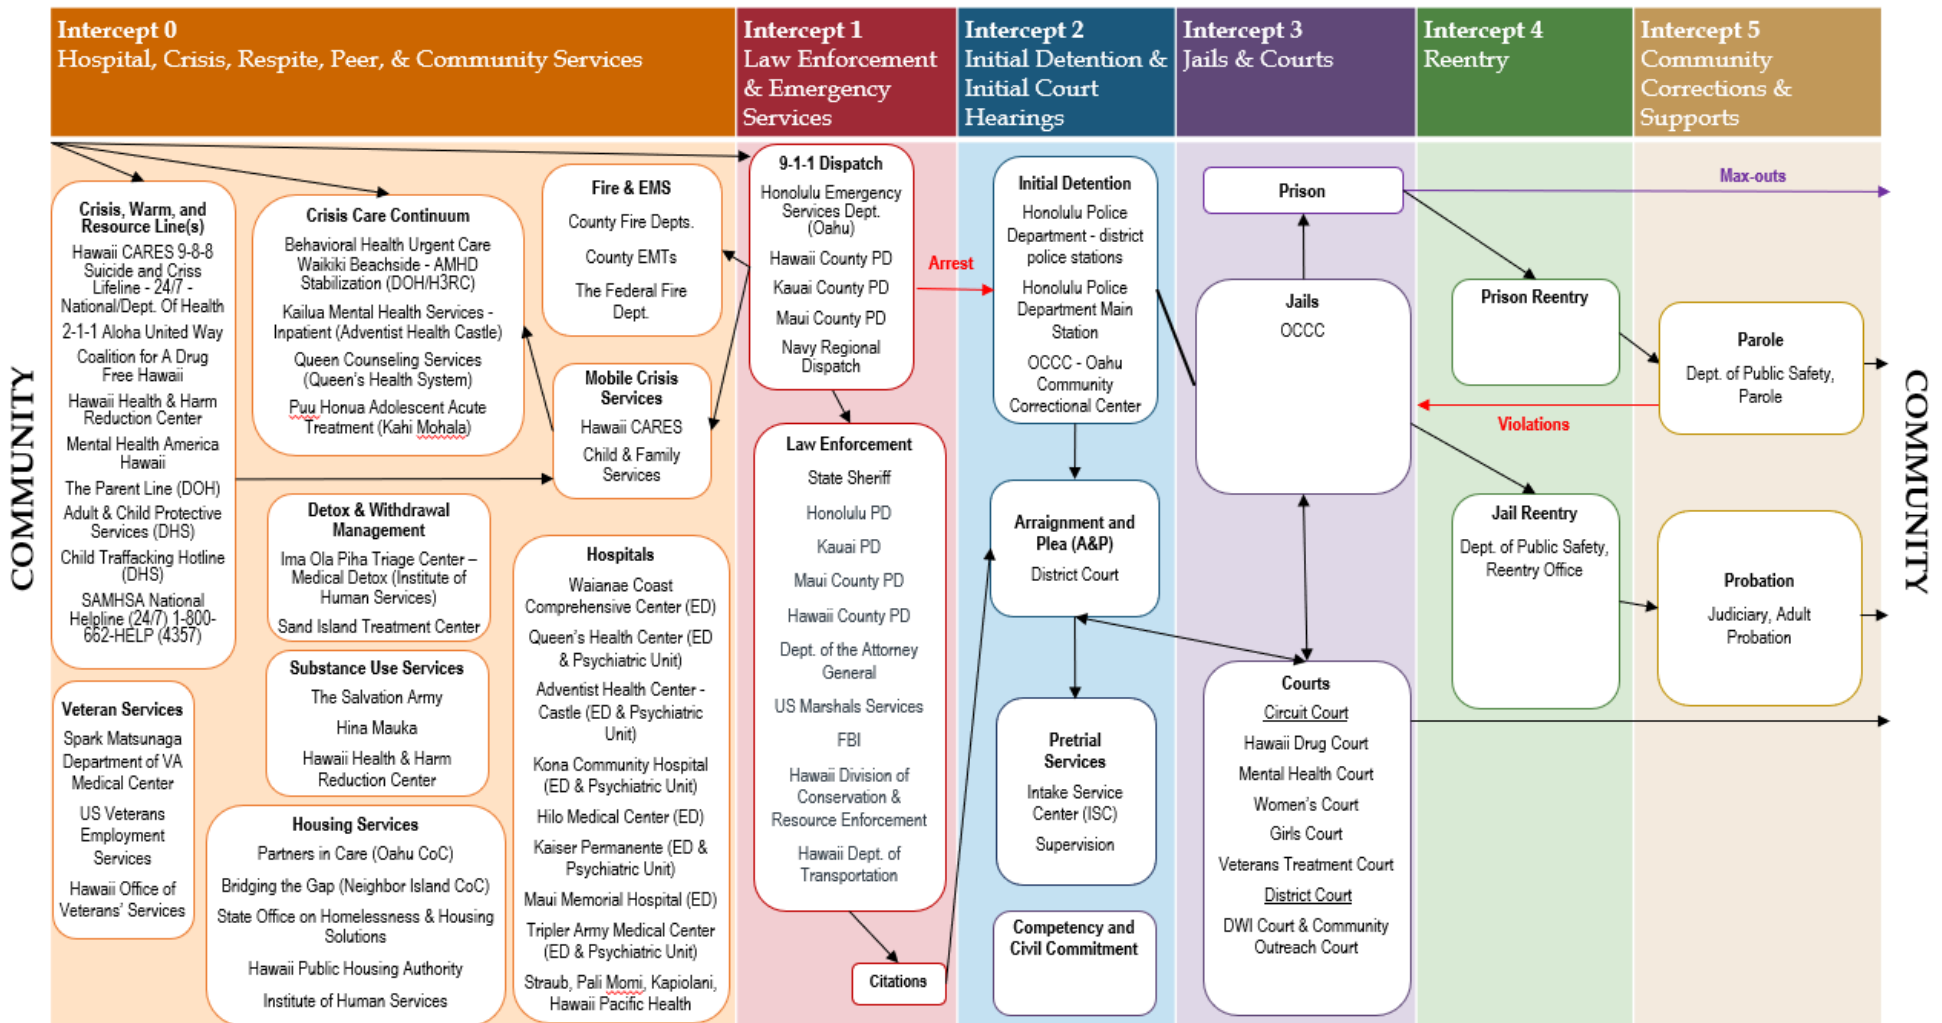 Intercept 0
Hospital, Crisis, Respite, Peer, & Community Services
Intercept 1
Law Enforcement
& Emergency
Services
Intercept 2
Initial Detention &
Initial Court
Hearings
Intercept 3
Jails & Courts
Intercept 4
Reentry
Intercept 5
Community
Corrections &
Supports
COMMUNITY
Crisis, Warm, and
Resource Line(s)
Hawaii CARES 9-8-8
Suicide and Criss
Lifeline - 24/7 -
National/Dept. Of Health
2-1-1 Aloha United Way
Coalition for A Drug
Free Hawaii
Hawaii Health & Harm
Reduction Center
Mental Health America
Hawaii
The Parent Line (DOH)
Adult & Child Protective
Services (DHS)
Child Traffacking Hotline
(DHS)
SAMHSA National
Helpline (24/7) 1-800-
662-HELP (4357)
Veteran Services
Spark Matsunaga
Department of VA
Medical Center
US Veterans
Employment
Services
Hawaii Office of
Veterans' Services
Crisis Care Continuum
Behavioral Health Urgent Care
Waikiki Beachside - AMHD
Stabilization (DOH/H3RC)
Kailua Mental Health Services -
Inpatient (Adventist Health Castle)
Queen Counseling Services
(Queen's Health System)
Puu Honua Adolescent Acute
Treatment (Kahi Mohala)
Detox & Withdrawal
Management
Ima Ola Piha Triage Center –
Medical Detox (Institute of
Human Services)
Sand Island Treatment Center
Substance Use Services
The Salvation Army
Hina Mauka
Hawaii Health & Harm
Reduction Center
Housing Services
Partners in Care (Oahu CoC)
Bridging the Gap (Neighbor Island CoC)
State Office on Homelessness & Housing
Solutions
Hawaii Public Housing Authority
Institute of Human Services
Fire & EMS
County Fire Depts.
County EMTs
The Federal Fire
Dept.
Mobile Crisis
Services
Hawaii CARES
Child & Family
Services
Hospitals
Waianae Coast
Comprehensive Center (ED)
Queen's Health Center (ED
& Psychiatric Unit)
Adventist Health Center -
Castle (ED & Psychiatric
Unit)
Kona Community Hospital
(ED & Psychiatric Unit)
Hilo Medical Center (ED)
Kaiser Permanente (ED &
Psychiatric Unit)
Maui Memorial Hospital (ED)
Tripler Army Medical Center
(ED & Psychiatric Unit)
Straub, Pali Momi, Kapiolani,
Hawaii Pacific Health
9-1-1 Dispatch
Honolulu Emergency
Services Dept.
(Oahu)
Hawaii County PD
Kauai County PD
Maui County PD
Navy Regional
Dispatch
Arrest
Law Enforcement
State Sheriff
Honolulu PD
Kauai PD
Maui County PD
Hawaii County PD
Dept. of the Attorney
General
US Marshals Services
FBI
Hawaii Division of
Conservation &
Resource Enforcement
Hawaii Dept. of
Transportation
Citations
Initial Detention
Honolulu Police
Department - district
police stations
Honolulu Police
Department Main
Station
OCCC - Oahu
Community
Correctional Center
Arraignment and
Plea (A&P)
District Court
Pretrial
Services
Intake Service
Center (ISC)
Supervision
Competency and
Civil Commitment
Prison
Jails
OCCC
Courts
Circuit Court
Hawaii Drug Court
Mental Health Court
Women's Court
Girls Court
Veterans Treatment Court
District Court
DWI Court & Community
Outreach Court
Max-outs
Prison Reentry
Violations
Jail Reentry
Dept. of Public Safety,
Reentry Office
Parole
Dept. of Public Safety,
Parole
Probation
Judiciary, Adult
Probation
COMMUNITY